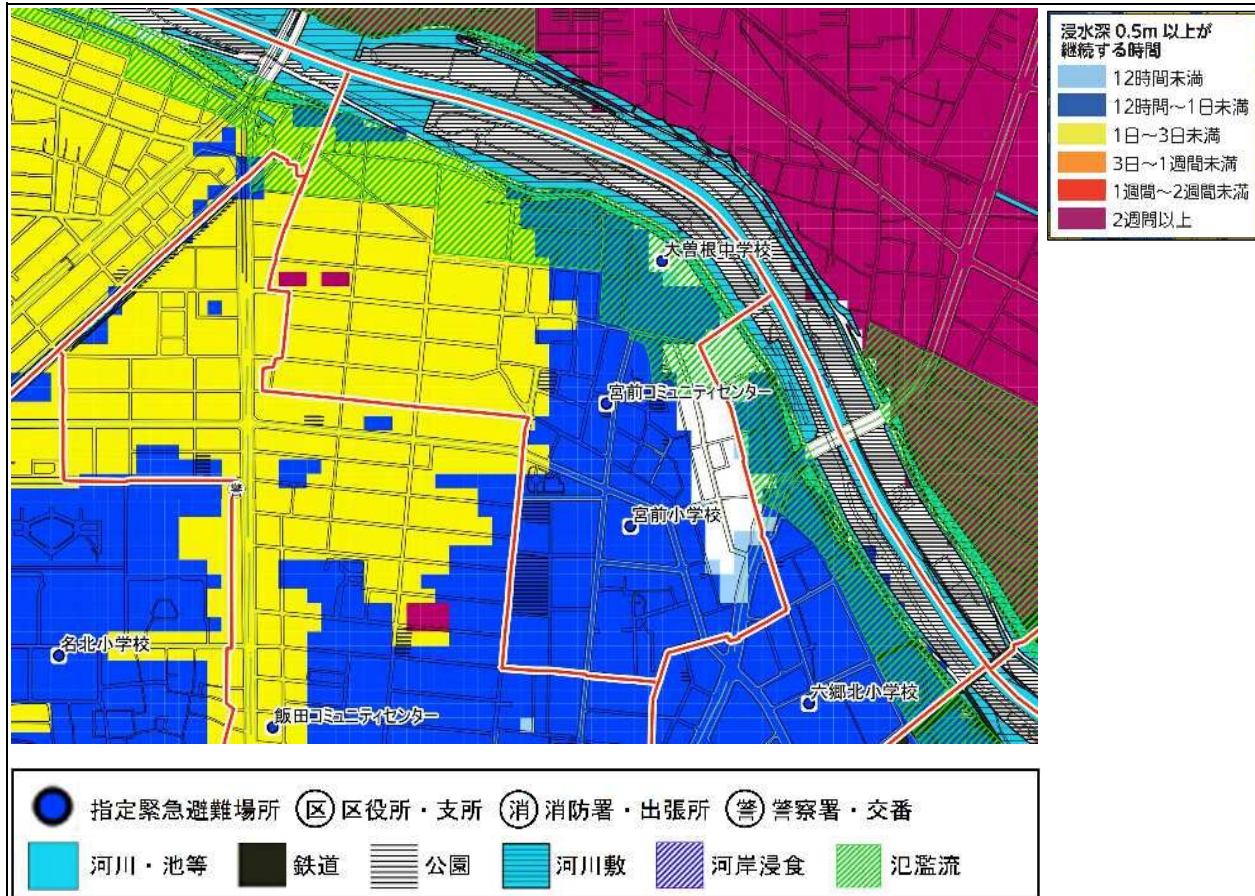 浸水深 0.5m 以上が
継続する時間
12時間未満
12時間～1日未満
1日～3日未満
3日～1週間未満
1週間～2週間未満
2週間以上
大曽根中学校
宮前コミュニティセンター
警
宮前小学校
名北小学校
六郷北小学校
飯田コミュニティセンター
指定緊急避難場所 区 区役所・支所 消 消防署・出張所 警 警察署・交番
河川・池等 鉄道 公園 河川敷 河岸浸食 氾濫流